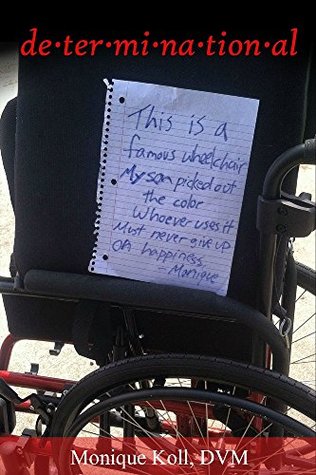 de·ter·mi·na·tion·al
This is a
famous wheelchair
My son picked out
the color
Whoever uses it
Must never give up
on happiness,
- Monique
Monique Koll, DVM